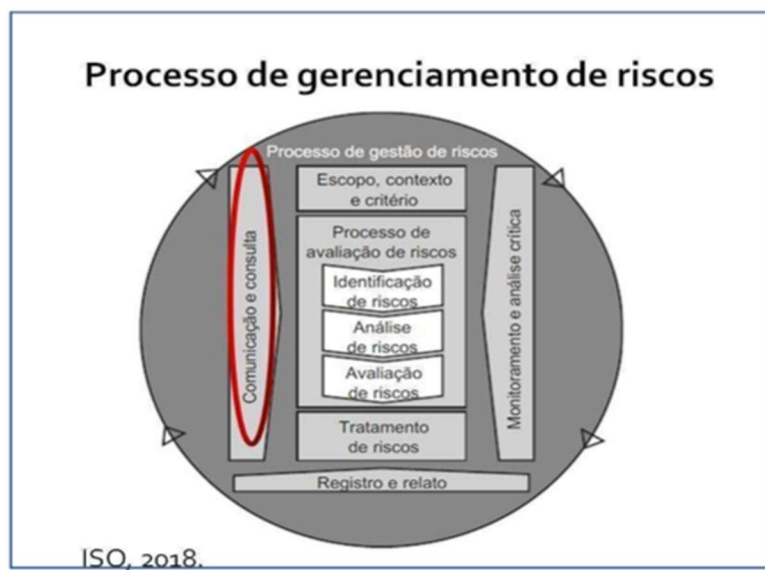 Processo de gerenciamento de riscos
Processo de gestão de riscos
Escopo, contexto
e critério
Processo de
avaliação de riscos
Identificação
de riscos
Análise
de riscos
Avaliação
de riscos
Tratamento
de riscos
Comunicação e consulta
Monitoramento e análise crítica
Registro e relato
ISO, 2018.